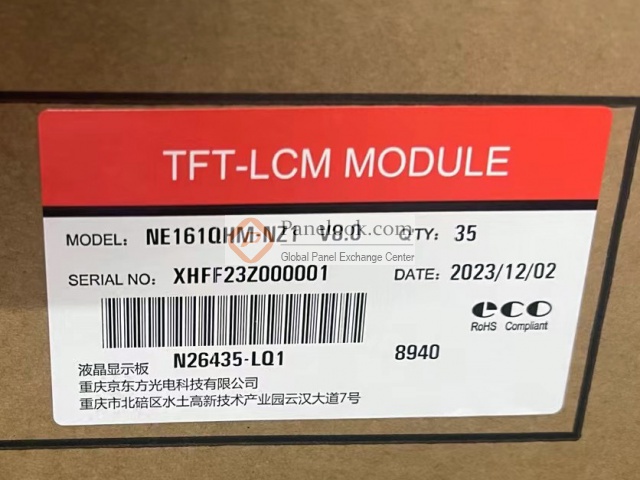 TFT-LCM MODULE
MODEL: NE161QHM-NZ1 V8.0 QTY: 35
Panelook.com
Global Panel Exchange Center
SERIAL NO: XHFF23Z000001 DATE: 2023/12/02
eco
RoHS Compliant
液晶显示板 N26435-LQ1 8940
重庆京东方光电科技有限公司
重庆市北碚区水土高新技术产业园云汉大道7号